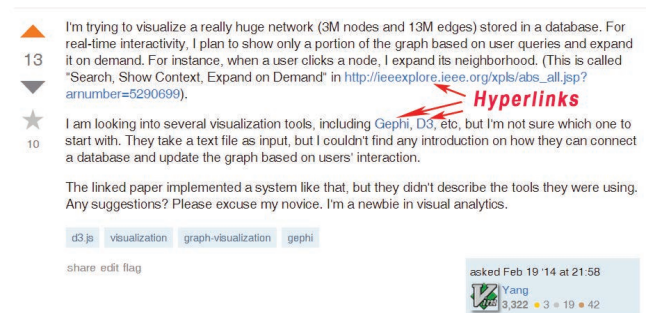 I'm trying to visualize a really huge network (3M nodes and 13M edges) stored in a database. For
real-time interactivity, I plan to show only a portion of the graph based on user queries and expand
it on demand. For instance, when a user clicks a node, I expand its neighborhood. (This is called
"Search, Show Context, Expand on Demand" in http://ieeexplore.ieee.org/xpls/abs_all.jsp?
arnumber=5290699).
13
Hyperlinks
I am looking into several visualization tools, including Gephi, D3, etc, but I'm not sure which one to
start with. They take a text file as input, but I couldn't find any introduction on how they can connect
a database and update the graph based on users' interaction.
10
The linked paper implemented a system like that, but they didn't describe the tools they were using.
Any suggestions? Please excuse my novice. I'm a newbie in visual analytics.
d3.js visualization graph-visualization gephi
share edit flag
asked Feb 19 '14 at 21:58
Yang
3,322 3 19 42